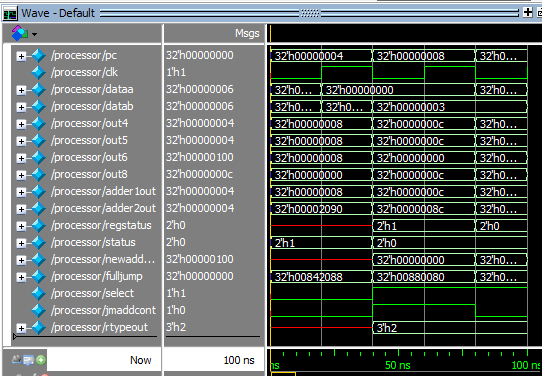 Wave - Default
Msgs
/processor/pc 32'h00000000 32'h00000004 32'h00000008 32'h0...
/processor/clk 1'h1
/processor/dataa 32'h00000006 32'h0... 32'h00000000 32'h0...
/processor/datab 32'h00000006 32'h0... 32'h0... 32'h00000003 32'h0...
/processor/out4 32'h00000004 32'h00000008 32'h0000000c 32'h0...
/processor/out5 32'h00000004 32'h00000008 32'h0000000c 32'h0...
/processor/out6 32'h00000100 32'h00000008 32'h00000000 32'h0...
/processor/out8 32'h0000000c 32'h00000000 32'h0000000c 32'h0...
/processor/adder1out 32'h00000004 32'h00000008 32'h0000000c 32'h0...
/processor/adder2out 32'h00000004 32'h00002090 32'h0000008c 32'h0...
/processor/regstatus 2'h0 2'h1 2'h0
/processor/status 2'h0 2'h1 2'h0
/processor/newadd... 32'h00000100 32'h00000000 32'h0...
/processor/fulljump 32'h00000000 32'h00842088 32'h00880080 32'h0...
/processor/select 1'h1
/processor/jmaddcont 1'h0
/processor/rtypeout 3'h2 3'h2
Now 100 ns ns 50 ns 100 ns